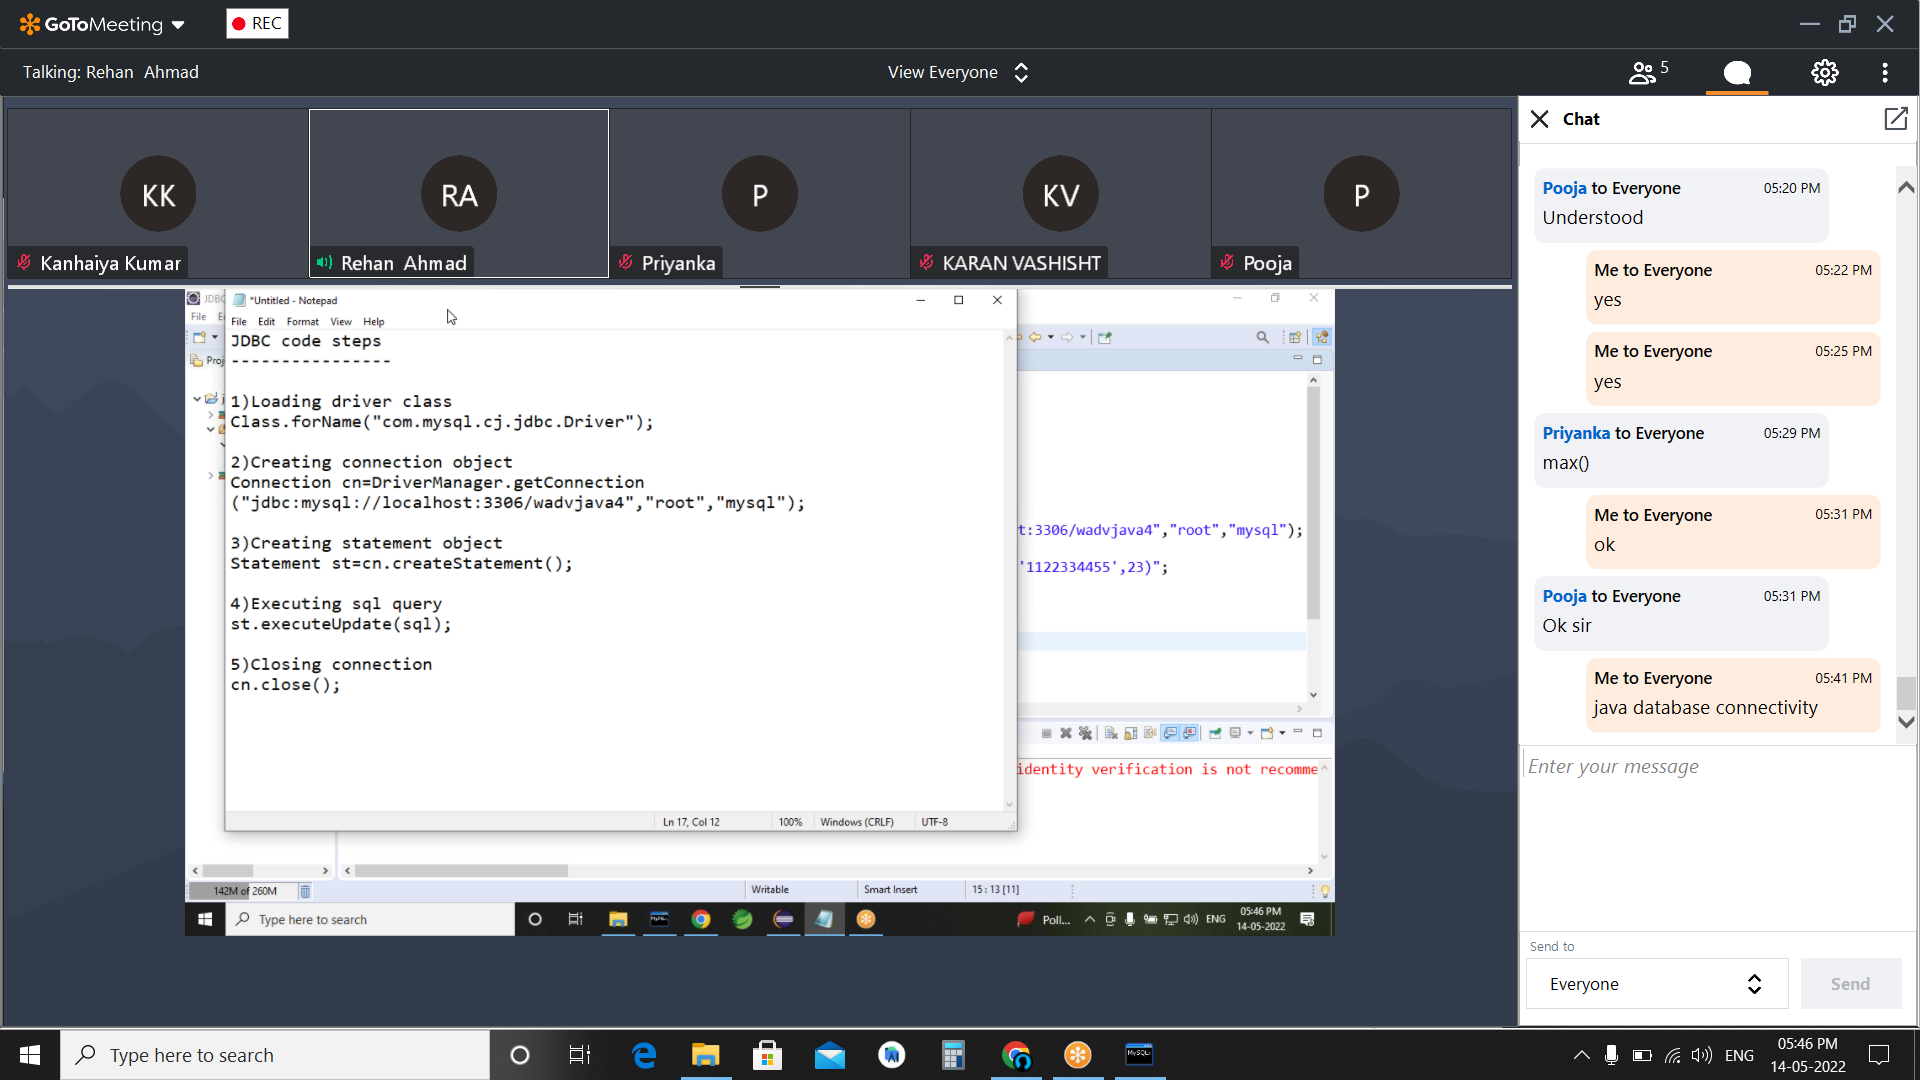 GoToMeeting
REC
Talking: Rehan Ahmad
View Everyone
5
KK
Kanhaiya Kumar
RA
Rehan Ahmad
P
Priyanka
KV
KARAN VASHISHT
P
Pooja
JDBC
File
*Untitled - Notepad
File Edit Format View Help
JDBC code steps
----------------
1)Loading driver class
Class.forName("com.mysql.cj.jdbc.Driver");
2)Creating connection object
Connection cn=DriverManager.getConnection
("jdbc:mysql://localhost:3306/wadvjava4","root","mysql");
3)Creating statement object
Statement st=cn.createStatement();
4)Executing sql query
st.executeUpdate(sql);
5)Closing connection
cn.close();
Ln 17, Col 12 100% Windows (CRLF) UTF-8
t:3306/wadvjava4","root","mysql");
'1122334455',23)";
identity verification is not recomme
142M of 260M
Writable Smart Insert 15 : 13 [11]
Type here to search
Poll...
ENG
05:46 PM
14-05-2022
Chat
Pooja to Everyone 05:20 PM
Understood
Me to Everyone 05:22 PM
yes
Me to Everyone 05:25 PM
yes
Priyanka to Everyone 05:29 PM
max()
Me to Everyone 05:31 PM
ok
Pooja to Everyone 05:31 PM
Ok sir
Me to Everyone 05:41 PM
java database connectivity
Enter your message
Send to
Everyone
Send
Type here to search
ENG
05:46 PM
14-05-2022